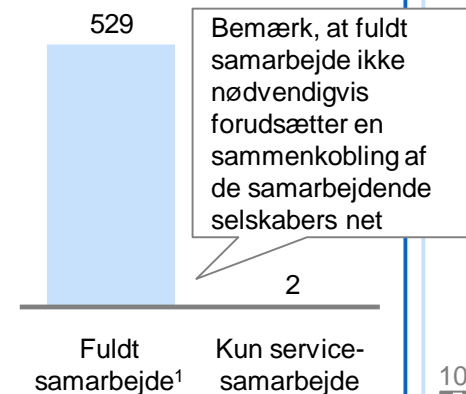 529
Bemærk, at fuldt
samarbejde ikke
nødvendigvis
forudsætter en
sammenkobling af
de samarbejdende
selskabers net
2
Fuldt
samarbejde¹
Kun service-
samarbejde
10